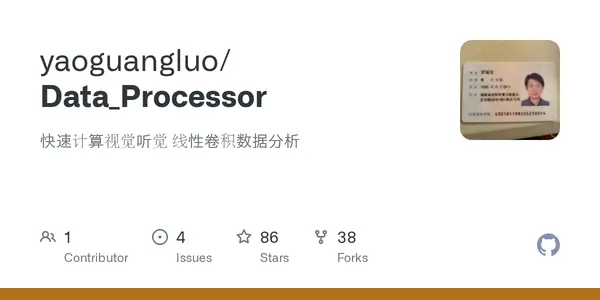 yaoguangluo/
Data_Processor
快速计算视觉听觉 线性卷积数据分析
1
Contributor
4
Issues
86
Stars
38
Forks